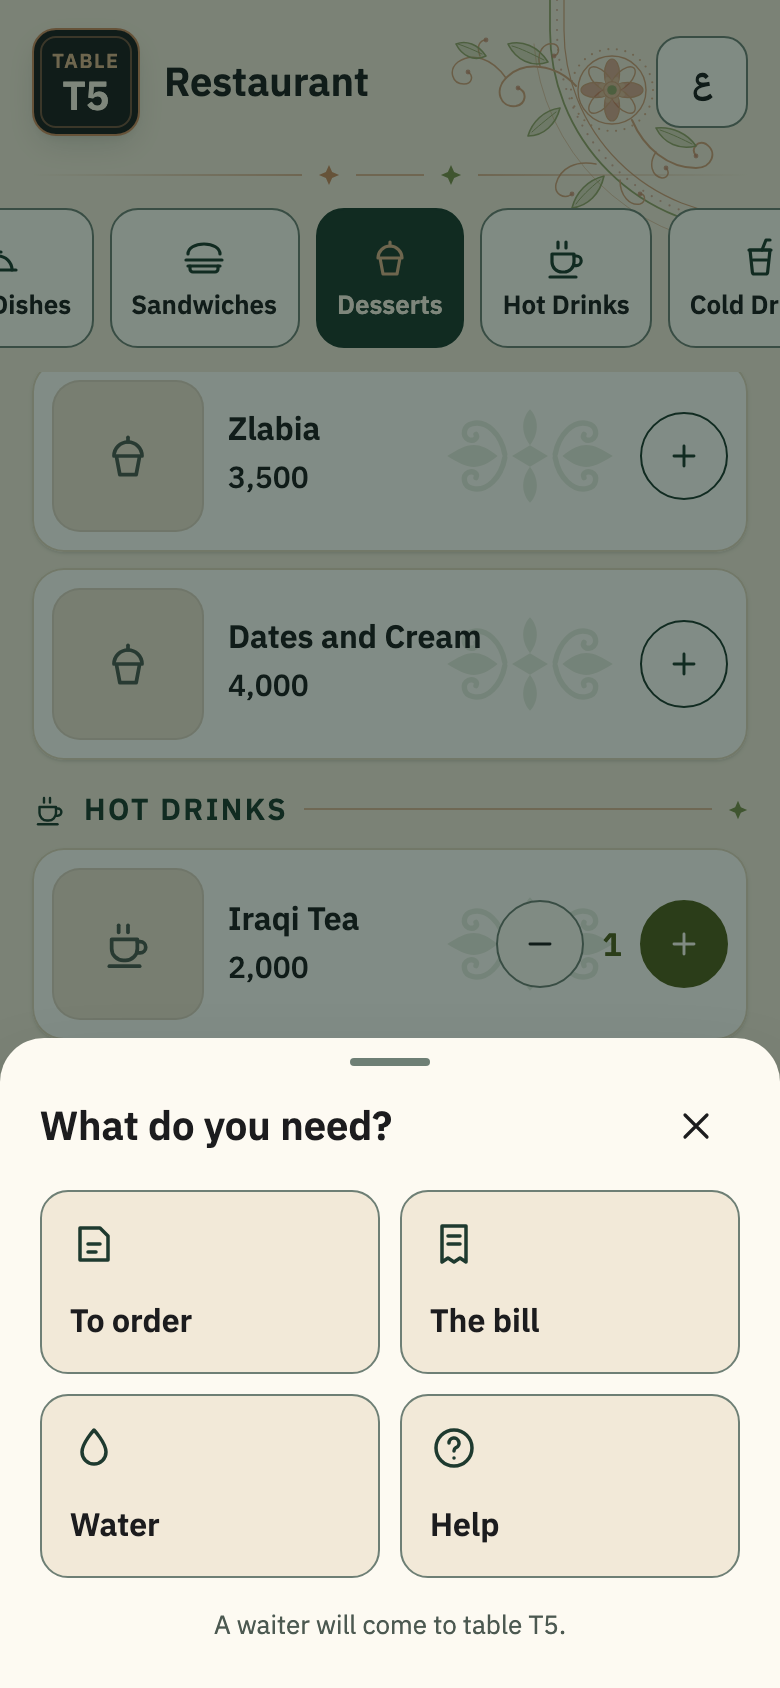 TABLE
T5
Restaurant
ع
Dishes
Sandwiches
Desserts
Hot Drinks
Cold Dr
Zlabia
3,500
Dates and Cream
4,000
HOT DRINKS
Iraqi Tea
2,000
1
What do you need?
To order
The bill
Water
Help
A waiter will come to table T5.